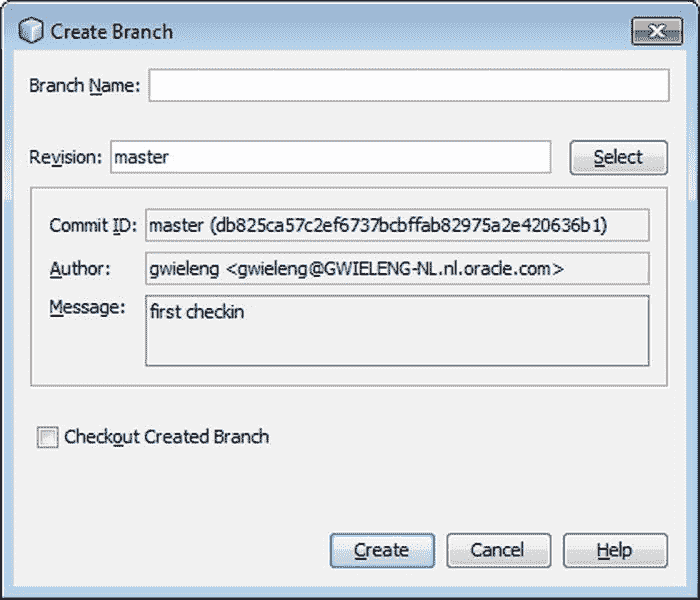 Create Branch
Branch Name:
Revision: master Select
Commit ID: master (db825ca57c2ef6737bcbffab82975a2e420636b1)
Author: gwieleng <gwieleng@GWIELENG-NL.nl.oracle.com>
Message: first checkin
Checkout Created Branch
Create Cancel Help